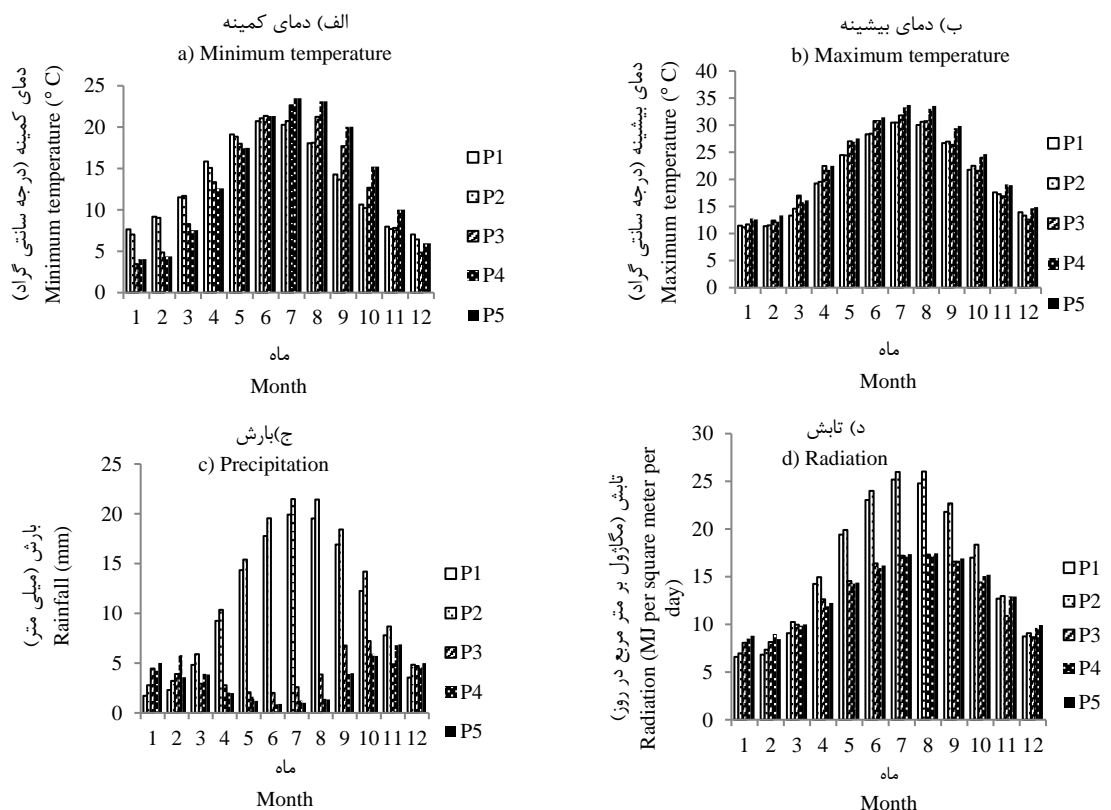 الف) دمای کمینه
a) Minimum temperature
دمای کمینه (درجه سانتی گراد)
Minimum temperature (° C)
25
20
15
10
5
0
1 2 3 4 5 6 7 8 9 10 11 12
ماه
Month
P1
P2
P3
P4
P5
ب) دمای بیشینه
b) Maximum temperature
دمای بیشینه (درجه سانتی گراد)
Maximum temperature (° C)
40
35
30
25
20
15
10
5
0
1 2 3 4 5 6 7 8 9 10 11 12
ماه
Month
P1
P2
P3
P4
P5
ج)بارش
c) Precipitation
بارش (میلی متر)
Rainfall (mm)
25
20
15
10
5
0
1 2 3 4 5 6 7 8 9 10 11 12
ماه
Month
P1
P2
P3
P4
P5
د) تابش
d) Radiation
تابش (مگاژول بر متر مربع در روز)
Radiation (MJ per square meter per
day)
30
25
20
15
10
5
0
1 2 3 4 5 6 7 8 9 10 11 12
ماه
Month
P1
P2
P3
P4
P5